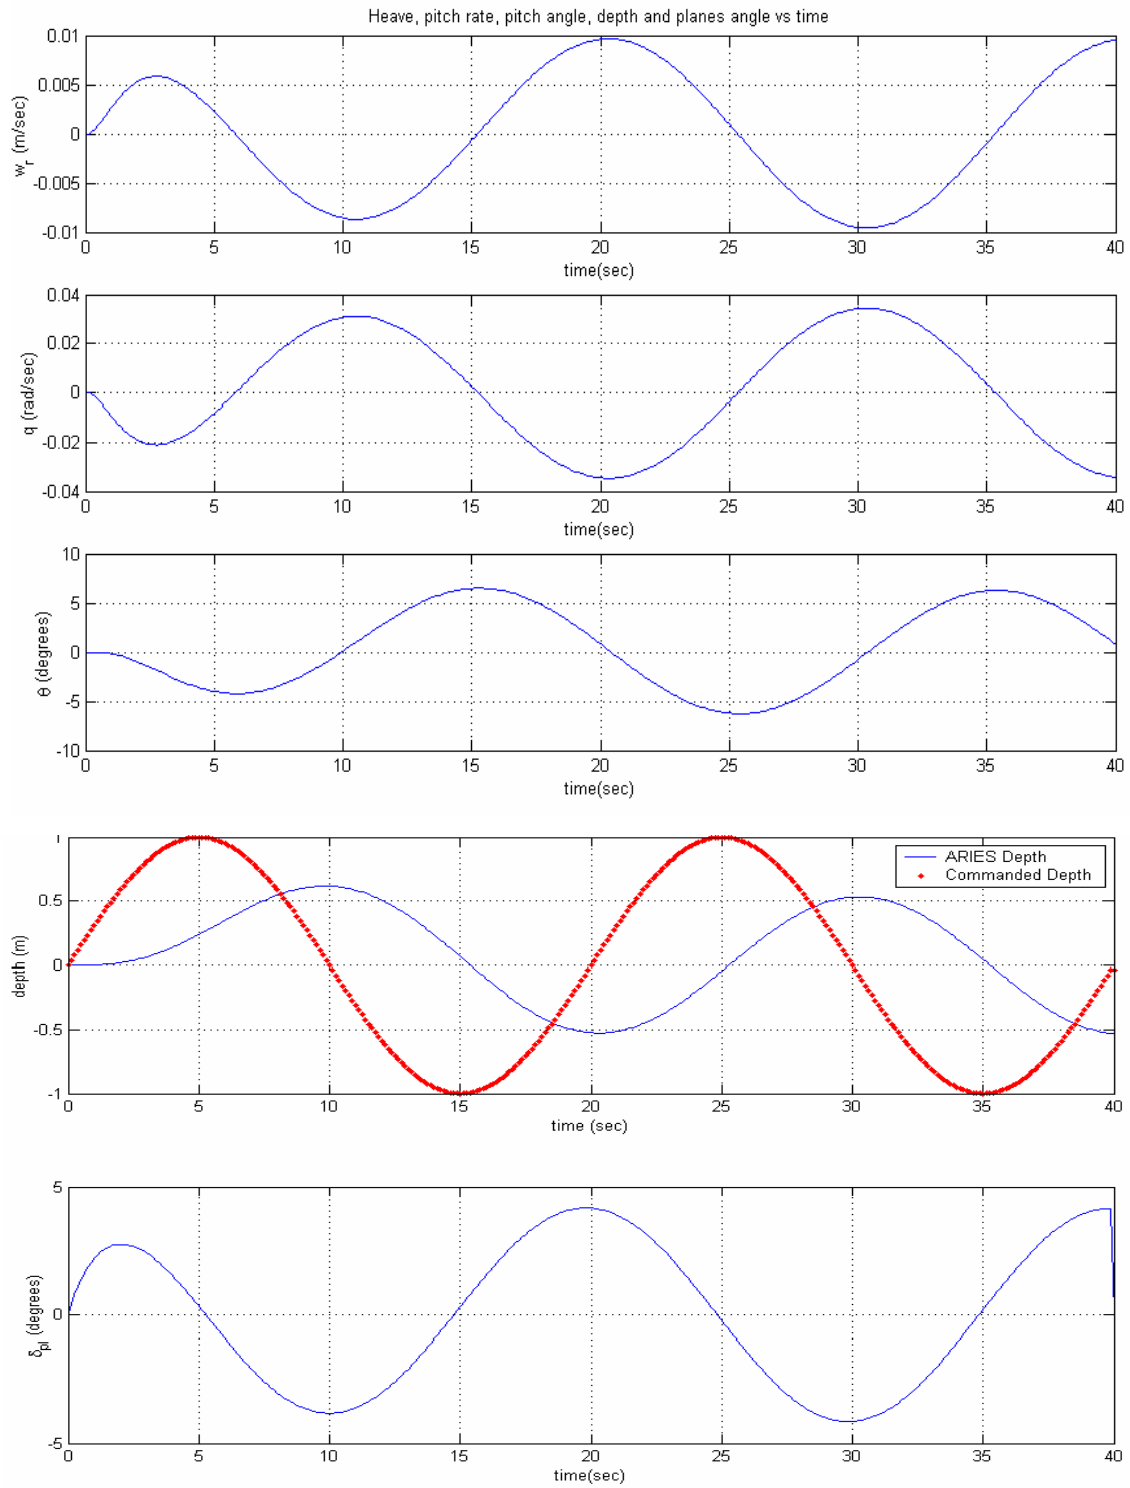 Heave, pitch rate, pitch angle, depth and planes angle vs time
0.01
0.005
0
-0.005
-0.01
w_r (m/sec)
0 5 10 15 20 25 30 35 40
time(sec)
0.04
0.02
0
-0.02
-0.04
q (rad/sec)
0 5 10 15 20 25 30 35 40
time(sec)
10
5
0
-5
-10
θ (degrees)
0 5 10 15 20 25 30 35 40
time(sec)
1
0.5
0
-0.5
-1
depth (m)
ARIES Depth
Commanded Depth
0 5 10 15 20 25 30 35 40
time (sec)
5
0
-5
δ_pl (degrees)
0 5 10 15 20 25 30 35 40
time(sec)